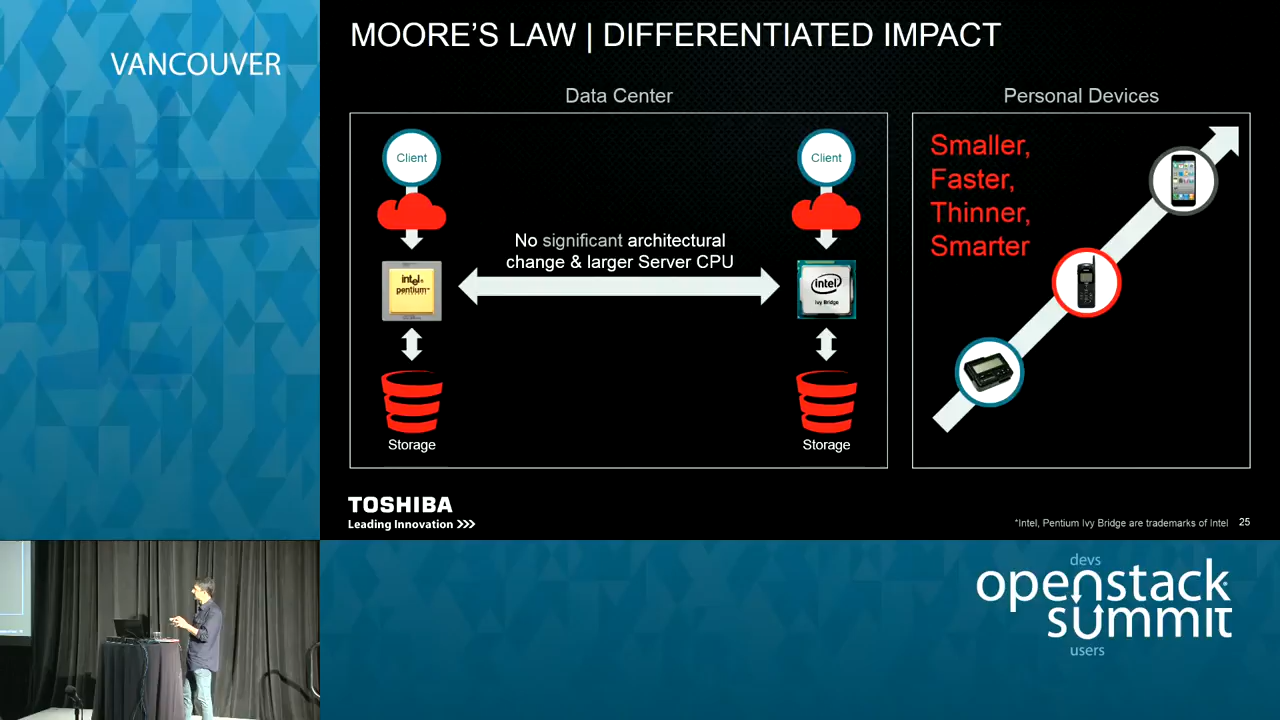 VANCOUVER
MOORE'S LAW | DIFFERENTIATED IMPACT
Data Center
Client
Client
No significant architectural
change & larger Server CPU
intel®
pentium™
intel
Ivy Bridge
Storage
Storage
Personal Devices
Smaller,
Faster,
Thinner,
Smarter
TOSHIBA
Leading Innovation >>>
*Intel, Pentium Ivy Bridge are trademarks of Intel
25
devs
openstack
summit
users